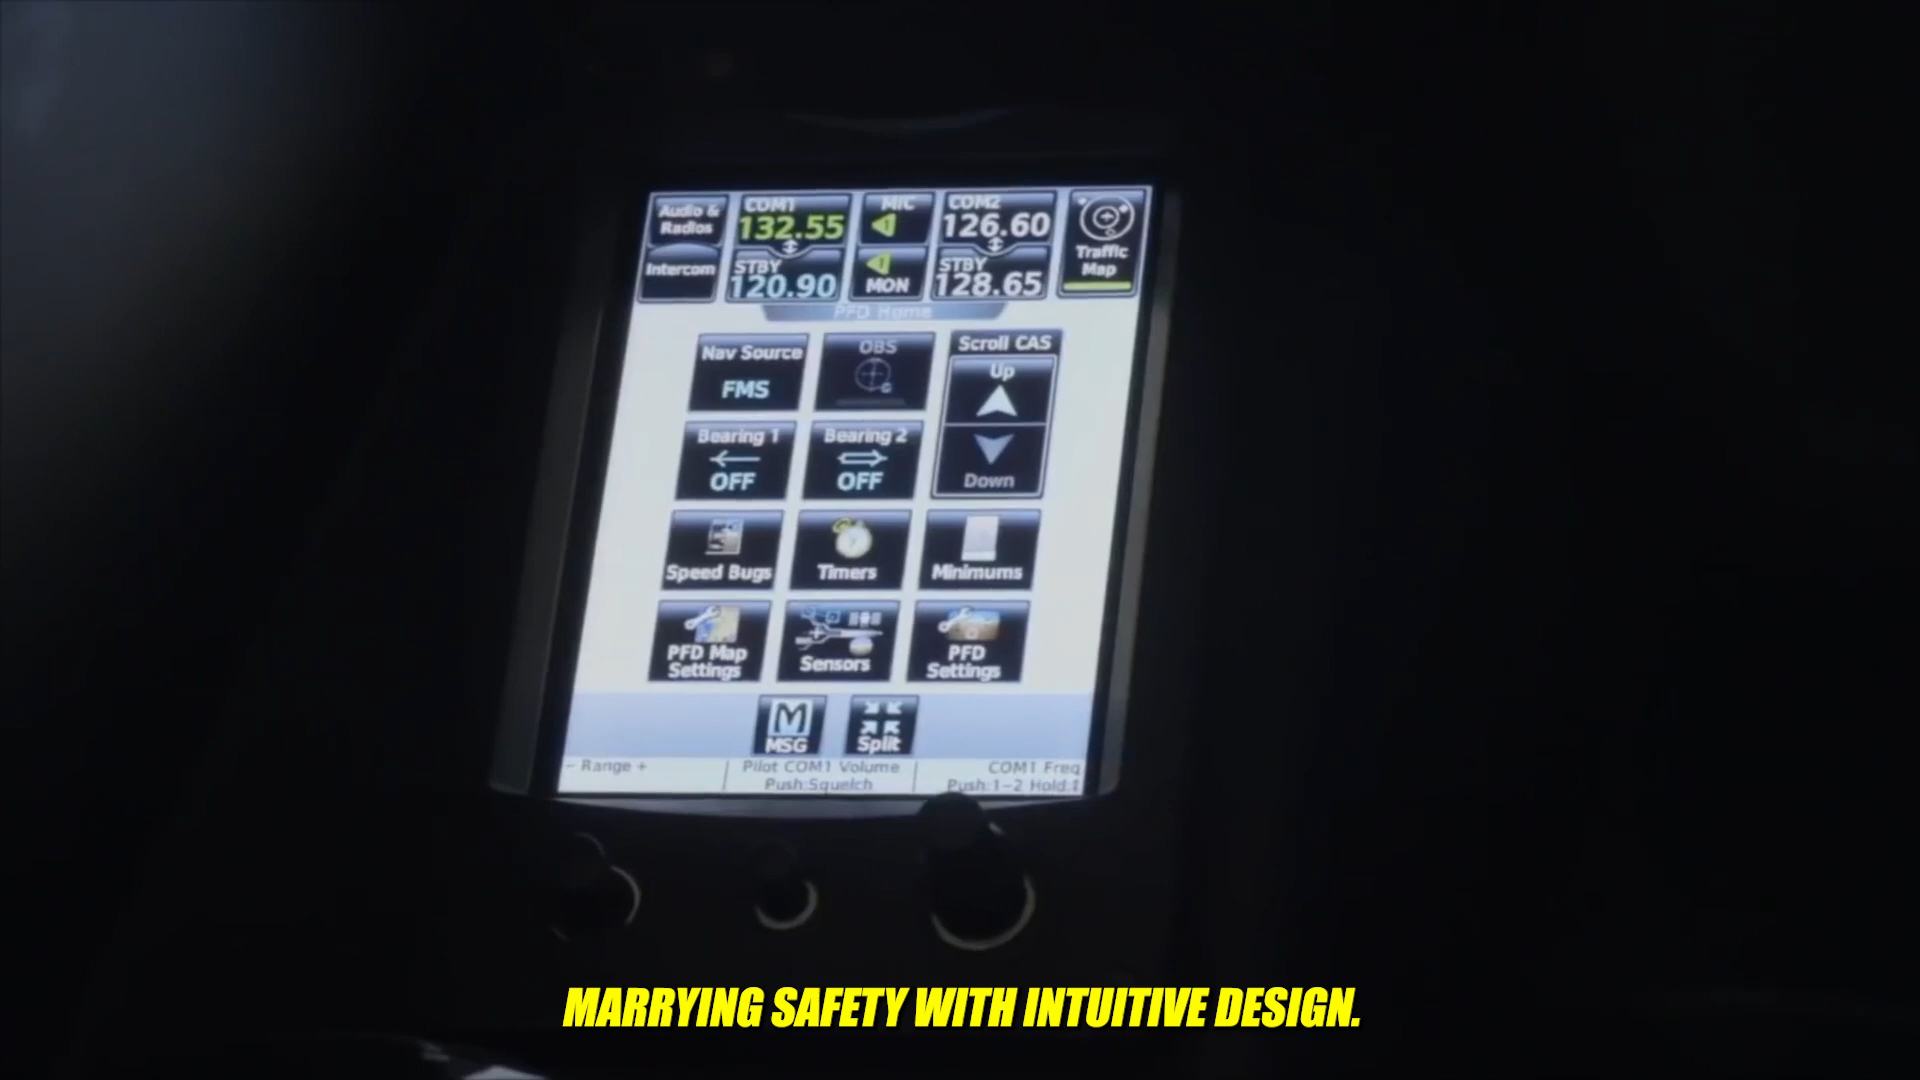 Audio & Radios
Intercom
COM1
132.55
STBY
120.90
MIC
1
1
MON
COM2
126.60
STBY
128.65
Traffic Map
PFD Home
Nav Source
FMS
OBS
Scroll CAS
Up
Down
Bearing 1
OFF
Bearing 2
OFF
Speed Bugs
Timers
Minimums
PFD Map
Settings
Sensors
PFD
Settings
MSG
Split
- Range +
Pilot COM1 Volume
Push:Squelch
COM1 Freq
Push:1-2 Hold:↕
MARRYING SAFETY WITH INTUITIVE DESIGN.